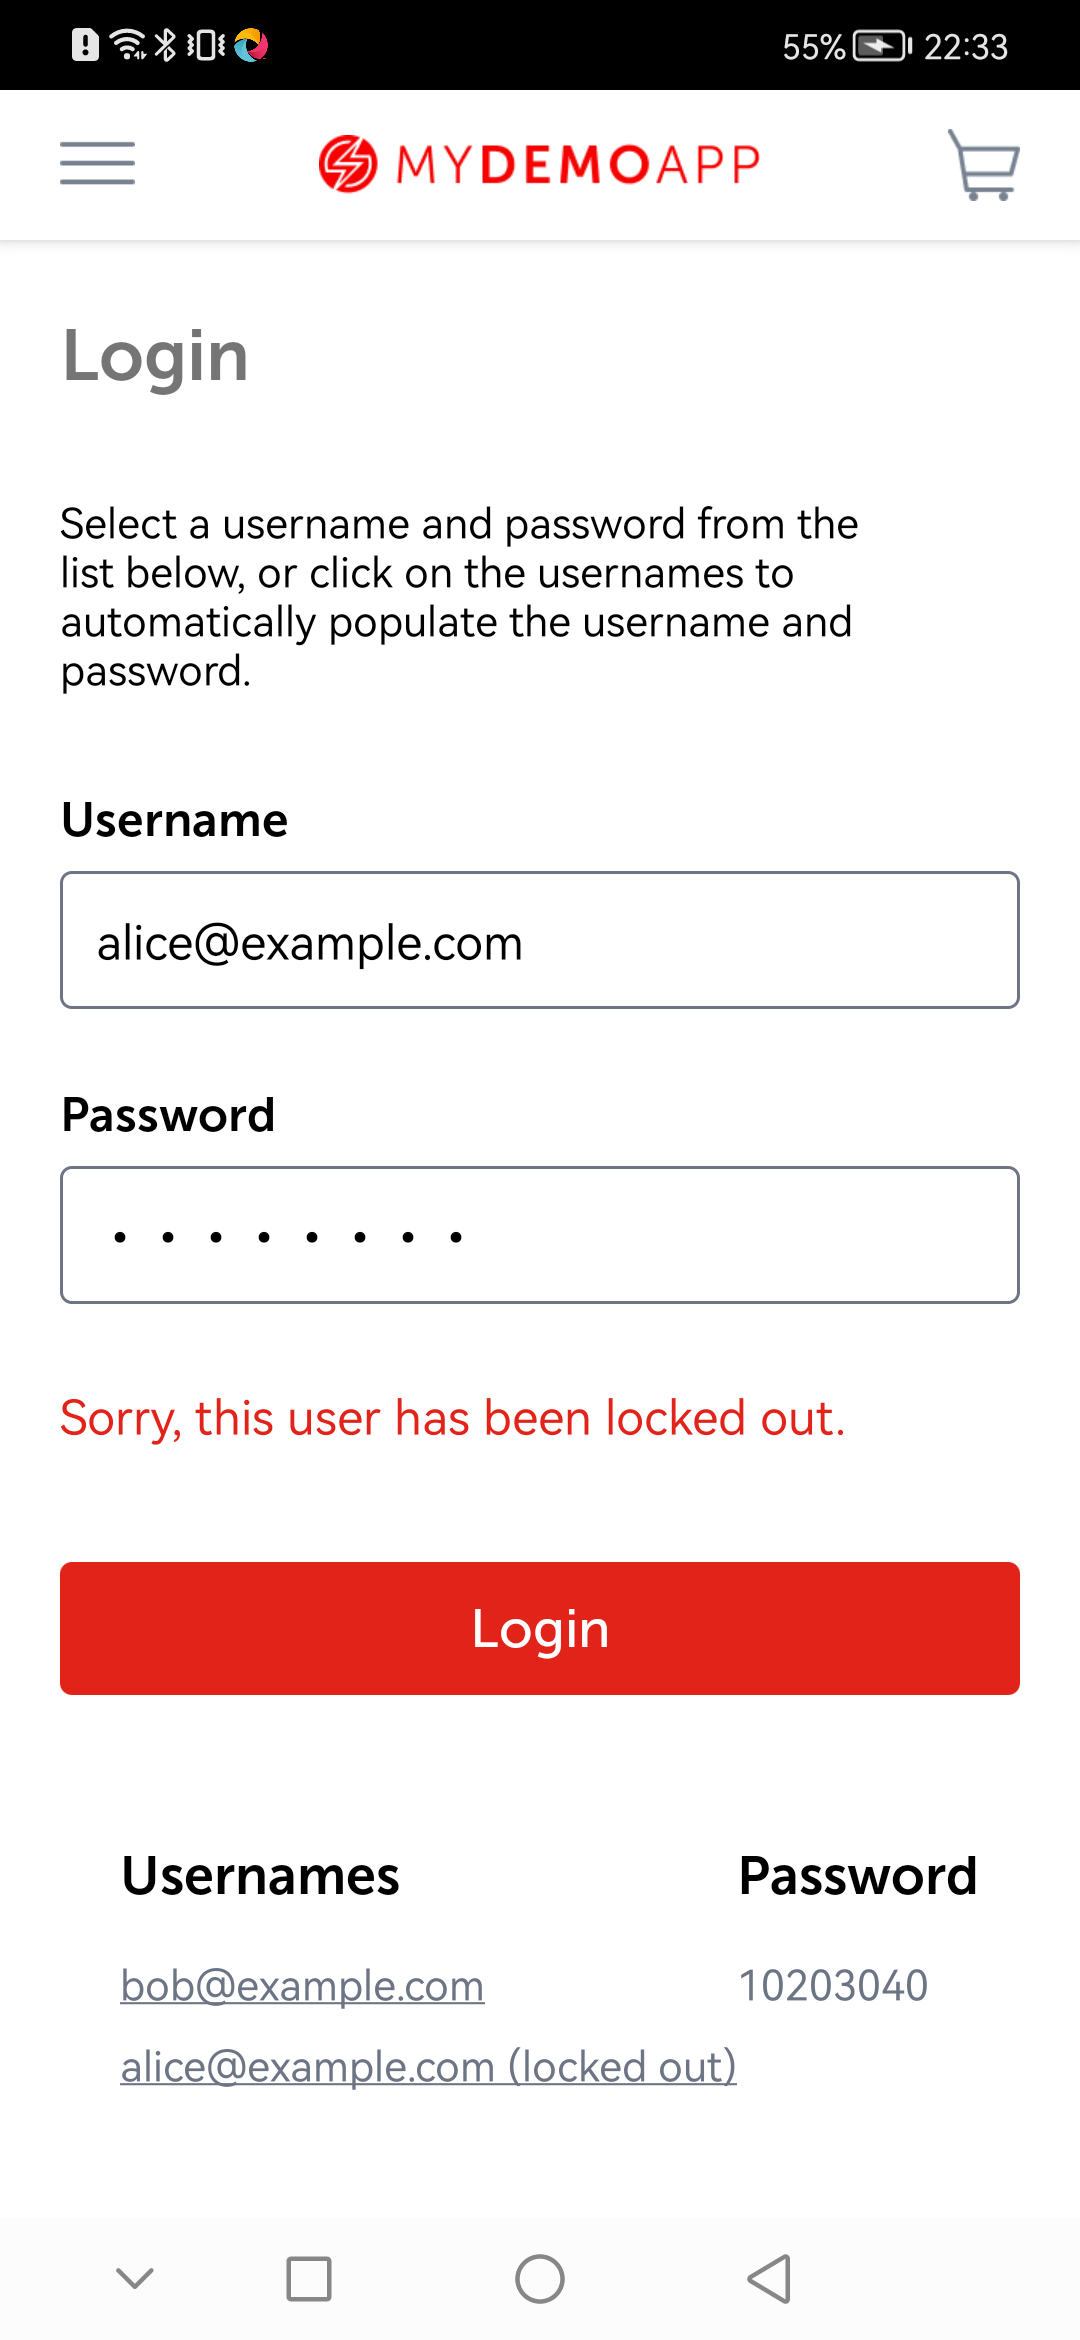 55% 22:33
MYDEMOAPP
Login
Select a username and password from the
list below, or click on the usernames to
automatically populate the username and
password.
Username
alice@example.com
Password
••••••••
Sorry, this user has been locked out.
Login
Usernames Password
bob@example.com 10203040
alice@example.com (locked out)